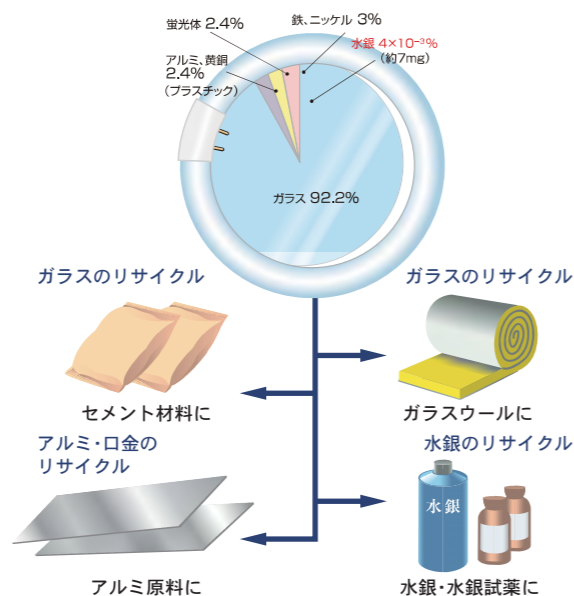 蛍光体 2.4%
鉄、ニッケル 3%
水銀 4×10⁻³%
(約7mg)
アルミ、黄銅
2.4%
(プラスチック)
ガラス 92.2%
ガラスのリサイクル
セメント材料に
ガラスのリサイクル
ガラスウールに
アルミ・口金の
リサイクル
アルミ原料に
水銀のリサイクル
水銀
水銀・水銀試薬に